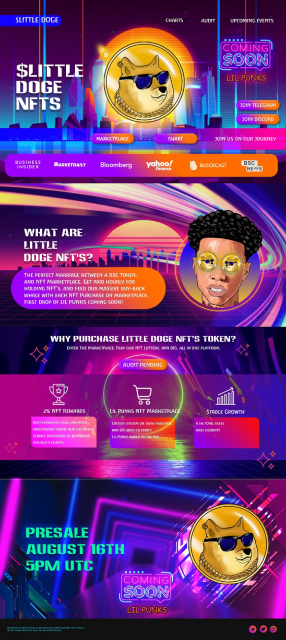 $LITTLE DOGE
CHARTS
AUDIT
UPCOMING EVENTS
COMING
SOON
LIL PUNKS
$LITTLE
DOGE
NFTS
JOIN TELEGRAM
JOIN DISCORD
MARKETPLACE
CHART
JOIN US ON OUR JOURNEY
BUSINESS
INSIDER
MARKETDAILY
Bloomberg
yahoo!
finance
BLOCKCAST
BSC
NEWS
WHAT ARE
LITTLE
DOGE NFT'S?
THE PERFECT MARRIAGE BETWEEN A BSC TOKEN,
AND NFT MARKETPLACE. GET PAID HOURLY FOR
HOLDING NFT'S, AND FEED OUR MASSIVE BUY-BACK
WHALE WITH EACH NFT PURCHASE ON MARKETPLACE.
FIRST DROP OF LIL PUNKS COMING SOON!
WHY PURCHASE LITTLE DOGE NFT'S TOKEN?
ENTER THE MARKETPLACE, PLAY OUR NFT LOTTERY, WIN BIG, ALL IN ONE PLATFORM.
AUDIT PENDING
2% NFT REWARDS
LIL PUNKS NFT MARKETPLACE
STABLE GROWTH
PRESALE
AUGUST 16TH
5PM UTC
COMING
SOON
LIL PUNKS